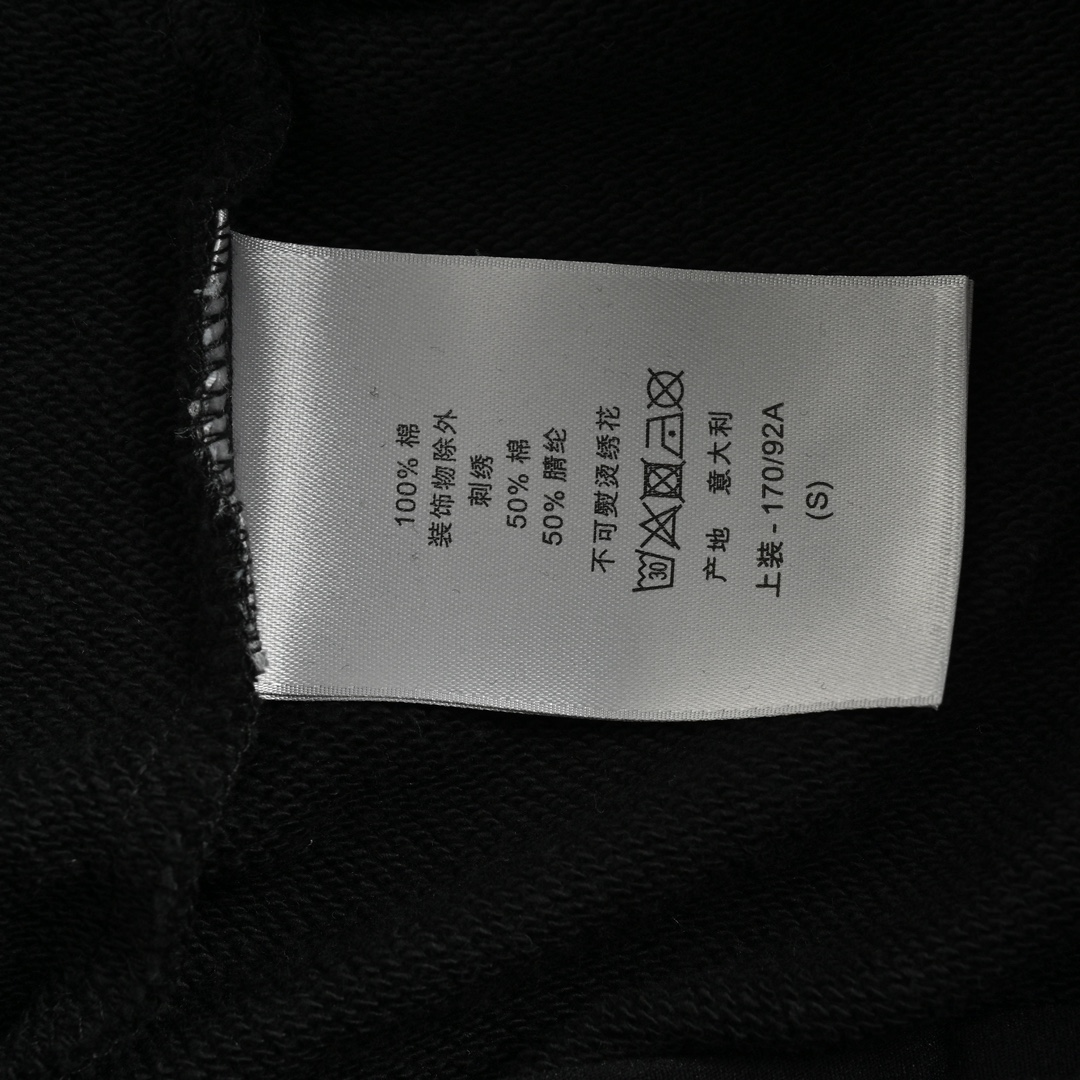 100% 棉
装饰物除外
刺绣
50% 棉
50% 腈纶
不可熨烫绣花
30
产地 意大利
上装 - 170/92A
(S)